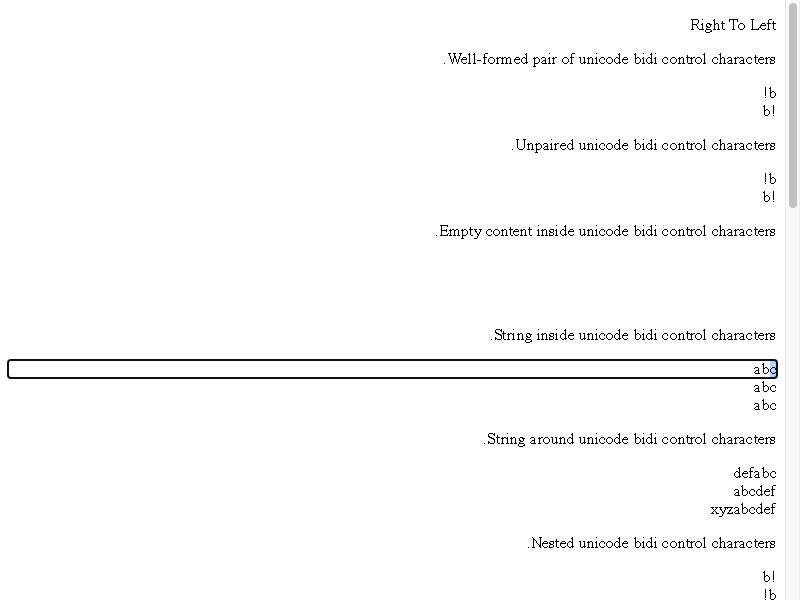 Right To Left
.Well-formed pair of unicode bidi control characters
!b
b!
.Unpaired unicode bidi control characters
!b
b!
.Empty content inside unicode bidi control characters
.String inside unicode bidi control characters
abc
abc
abc
.String around unicode bidi control characters
defabc
abcdef
xyzabcdef
.Nested unicode bidi control characters
b!
!b